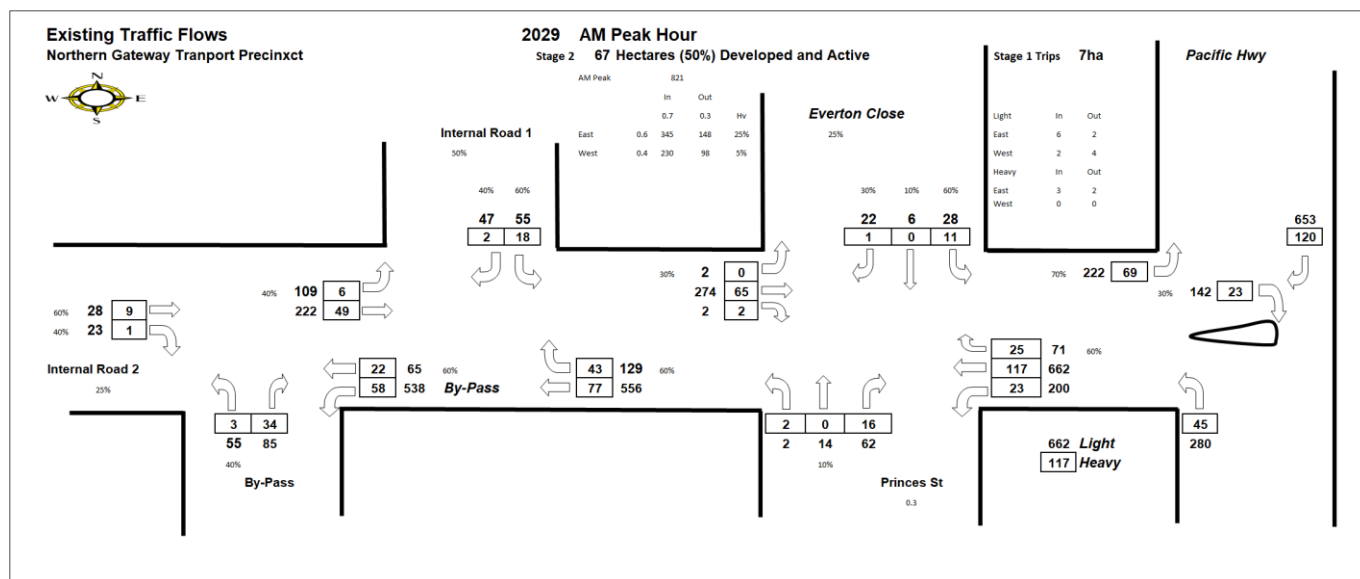 Existing Traffic Flows
2029 AM Peak Hour
Northern Gateway Tranport Precinxct
Stage 2 67 Hectares (50%) Developed and Active
Stage 1 Trips 7ha
Pacific Hwy
AM Peak 821
N
W E
S
In Out
0.7 0.3 Hv
East 0.6 345 148 25%
West 0.4 230 98 5%
Internal Road 1
50%
Everton Close
25%
Light In Out
East 6 2
West 2 4
Heavy In Out
East 3 2
West 0 0
40% 60%
47 55
2 18
30% 10% 60%
22 6 28
1 0 11
653
120
30% 2 0
274 65
2 2
70% 222 69
30% 142 23
40% 109 6
222 49
60% 28 9
40% 23 1
Internal Road 2
25%
22 65 60%
58 538
By-Pass
43 129 60%
77 556
25 71 60%
117 662
23 200
3 34
55 85
40%
By-Pass
2 0 16
2 14 62
10%
Princes St
0.3
662 Light
117 Heavy
45
280